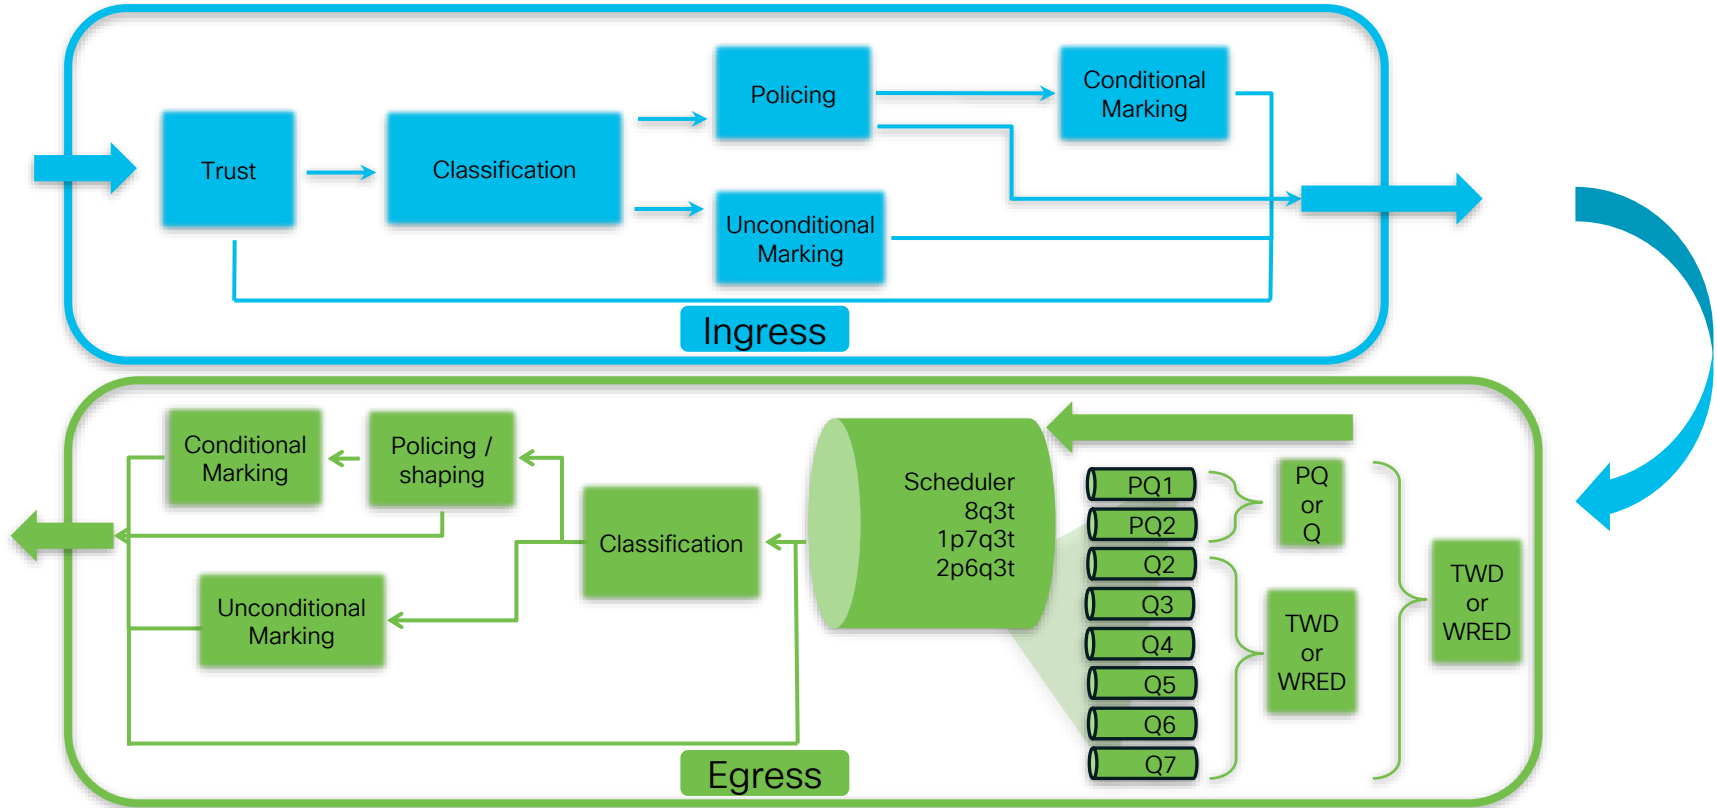 Trust
Classification
Policing
Conditional
Marking
Unconditional
Marking
Ingress
Conditional
Marking
Policing /
shaping
Unconditional
Marking
Classification
Scheduler
8q3t
1p7q3t
2p6q3t
PQ1
PQ2
Q2
Q3
Q4
Q5
Q6
Q7
PQ
or
Q
TWD
or
WRED
TWD
or
WRED
Egress